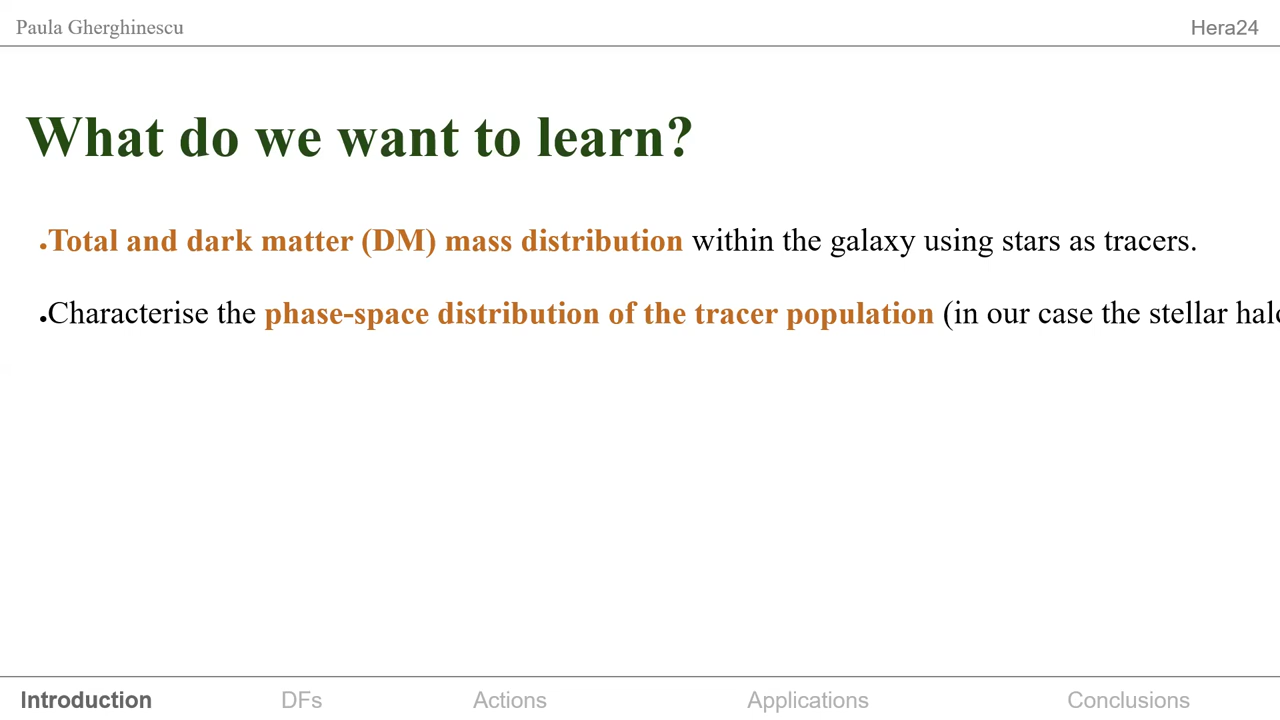 Paula Gherghinescu
Hera24
What do we want to learn?
•Total and dark matter (DM) mass distribution within the galaxy using stars as tracers.
•Characterise the phase-space distribution of the tracer population (in our case the stellar halo
Introduction
DFs
Actions
Applications
Conclusions